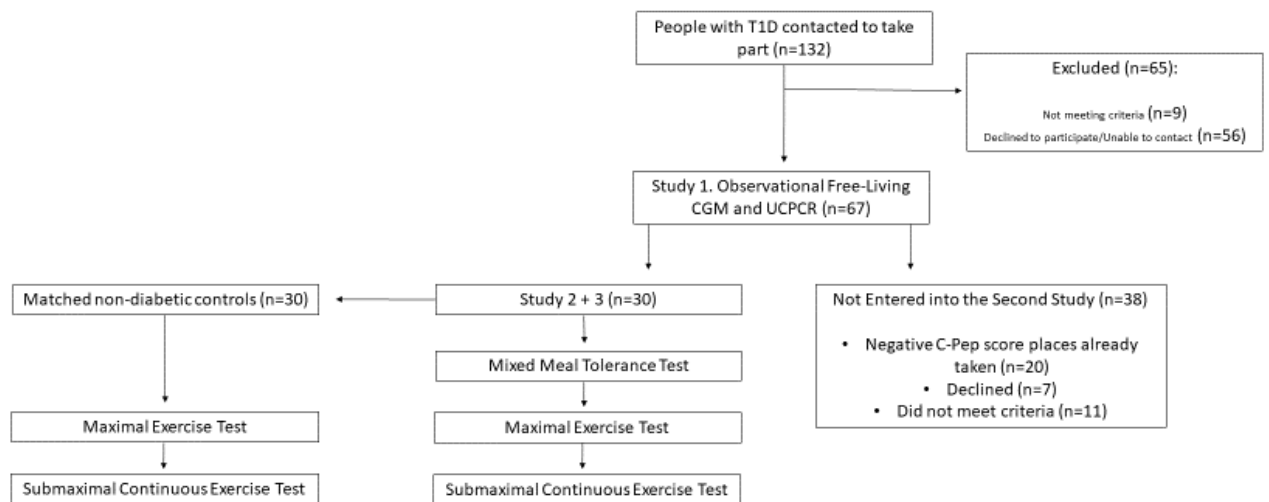 People with T1D contacted to take
part (n=132)
Excluded (n=65):
Not meeting criteria (n=9)
Declined to participate/Unable to contact (n=56)
Study 1. Observational Free-Living
CGM and UCPCR (n=67)
Matched non-diabetic controls (n=30)
Study 2 + 3 (n=30)
Not Entered into the Second Study (n=38)
• Negative C-Pep score places already
taken (n=20)
• Declined (n=7)
• Did not meet criteria (n=11)
Mixed Meal Tolerance Test
Maximal Exercise Test
Maximal Exercise Test
Submaximal Continuous Exercise Test
Submaximal Continuous Exercise Test